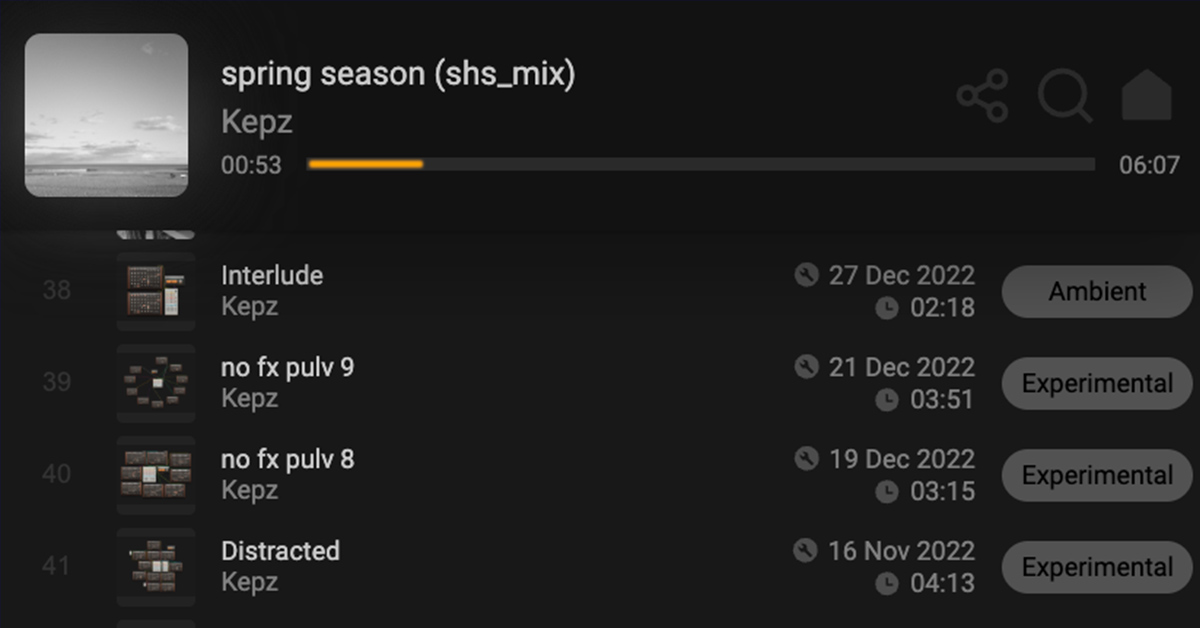 spring season (shs_mix)
Kepz
00:53 06:07
38 Interlude 27 Dec 2022 Ambient
Kepz 02:18
39 no fx pulv 9 21 Dec 2022 Experimental
Kepz 03:51
40 no fx pulv 8 19 Dec 2022 Experimental
Kepz 03:15
41 Distracted 16 Nov 2022 Experimental
Kepz 04:13